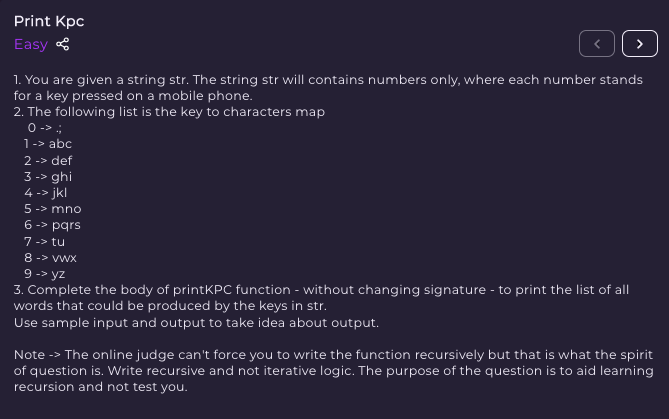 Print Kpc
Easy
1. You are given a string str. The string str will contains numbers only, where each number stands
for a key pressed on a mobile phone.
2. The following list is the key to characters map
0 -> .;
1 -> abc
2 -> def
3 -> ghi
4 -> jkl
5 -> mno
6 -> pqrs
7 -> tu
8 -> vwx
9 -> yz
3. Complete the body of printKPC function - without changing signature - to print the list of all
words that could be produced by the keys in str.
Use sample input and output to take idea about output.
Note -> The online judge can't force you to write the function recursively but that is what the spirit
of question is. Write recursive and not iterative logic. The purpose of the question is to aid learning
recursion and not test you.